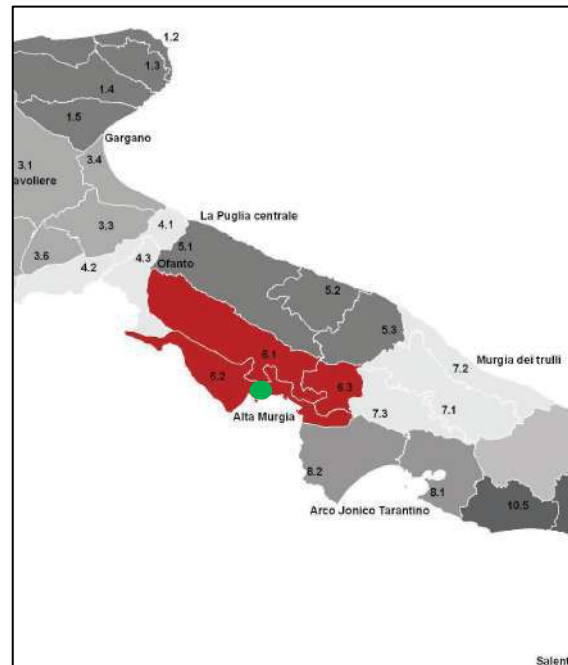 1.2
1.3
1.4
1.5
Gargano
3.1
avoliere
3.4
La Puglia centrale
4.1
3.3
5.1
3.6
4.3
Ofanto
4.2
5.2
5.3
6.1
7.2
Murgia dei trulli
6.2
6.3
7.1
7.3
Alta Murgia
8.2
8.1
Arco Jonico Tarantino
10.5
Salent